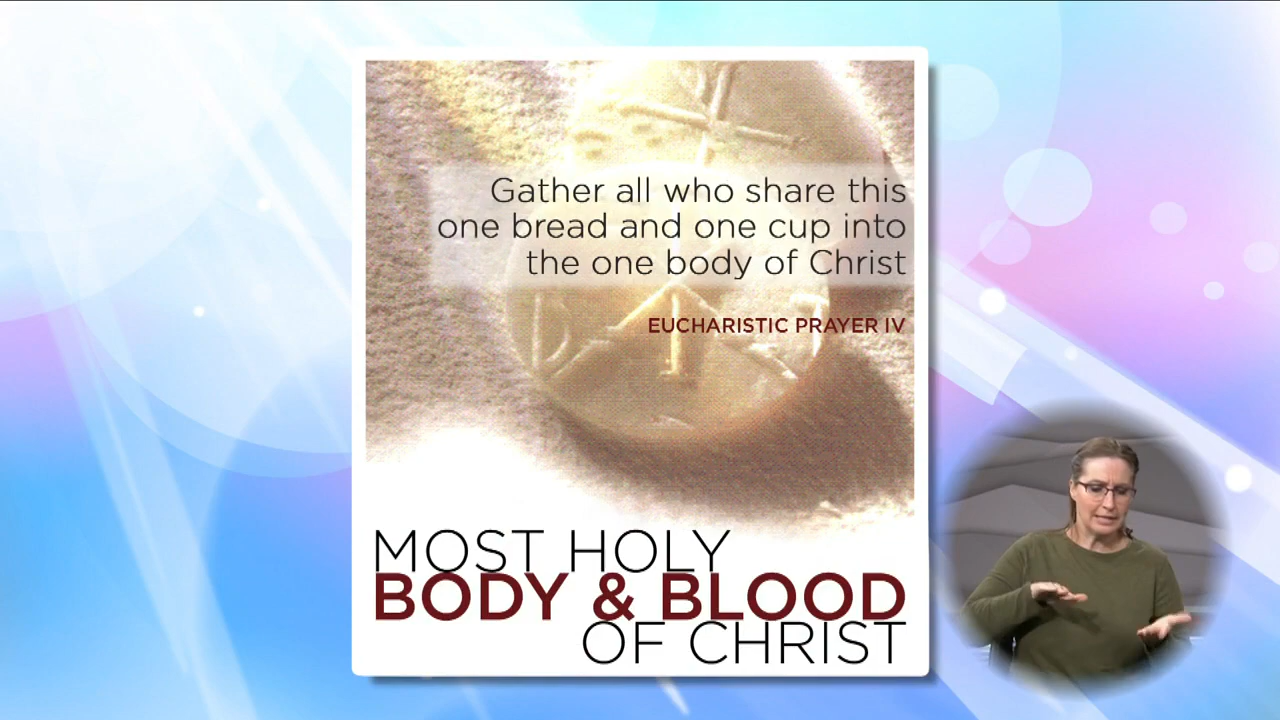 Gather all who share this
one bread and one cup into
the one body of Christ
EUCHARISTIC PRAYER IV
MOST HOLY
BODY & BLOOD
OF CHRIST